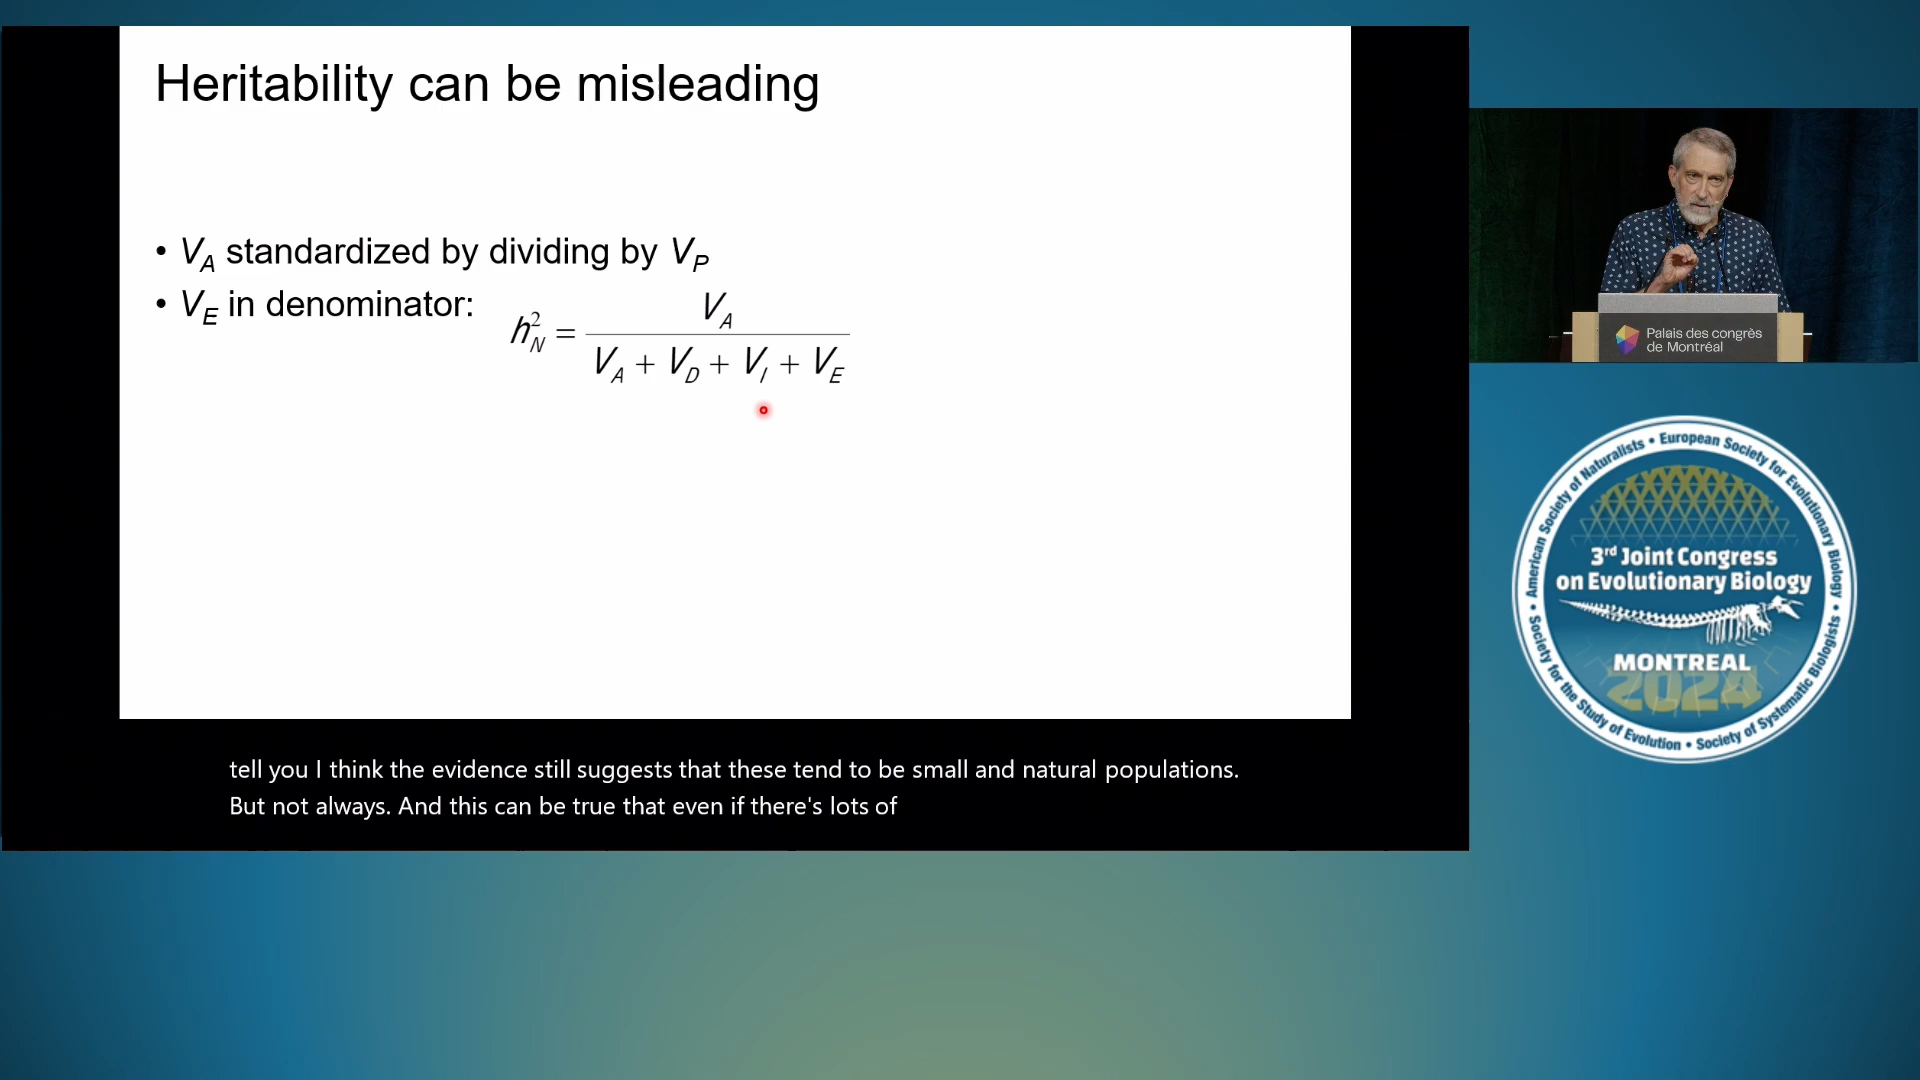 Heritability can be misleading
• V_A standardized by dividing by V_P
• V_E in denominator:
h²_N = V_A / (V_A + V_D + V_I + V_E)
tell you I think the evidence still suggests that these tend to be small and natural populations.
But not always. And this can be true that even if there's lots of
Palais des congrès
de Montréal
American Society of Naturalists • European Society for Evolutionary Biology • Society of Systematic Biologists • Society for the Study of Evolution •
3rd Joint Congress
on Evolutionary Biology
MONTREAL
2024